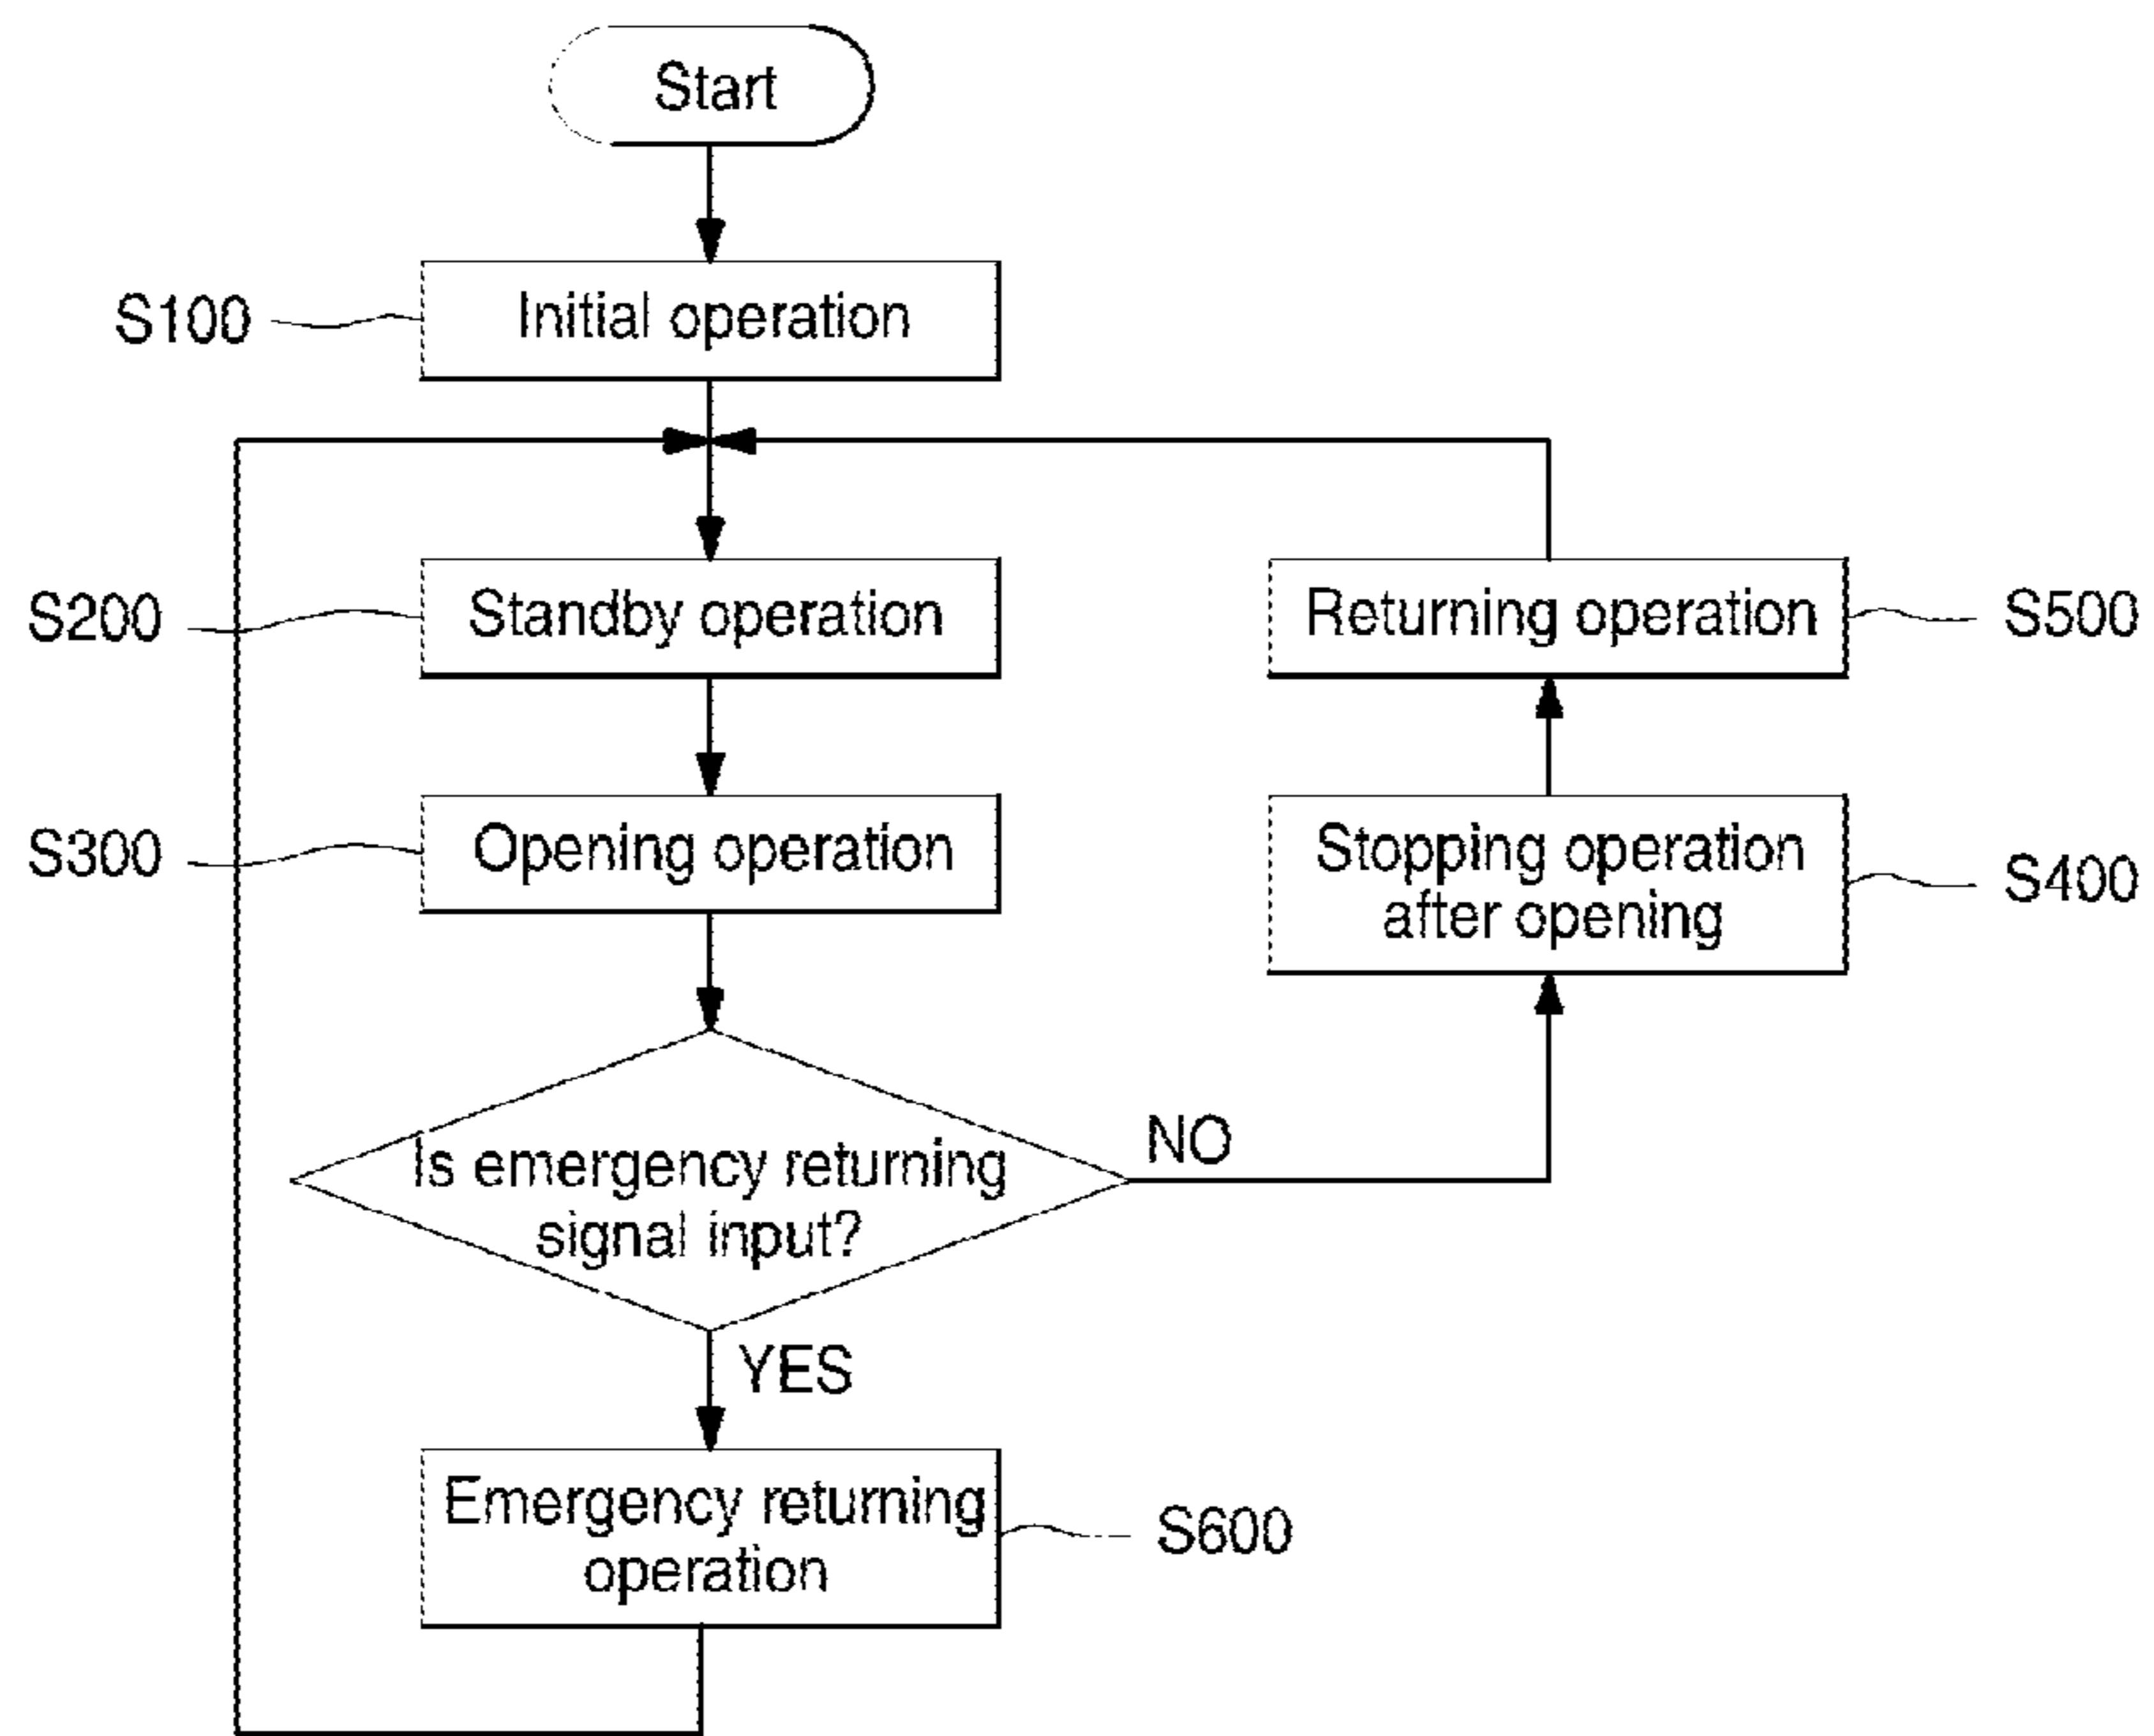 Start
S100
Initial operation
S200
Standby operation
Returning operation
S500
S300
Opening operation
Stopping operation
after opening
S400
Is emergency returning
signal input?
NO
YES
Emergency returning
operation
S600